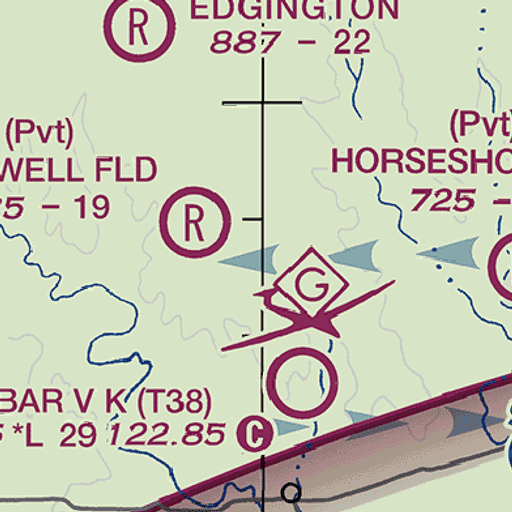 EDGINGTON
R
887 – 22
(Pvt)
WELL FLD
– 19
R
(Pvt)
HORSESHO
725 –
G
BAR V K (T38)
*L 29 122.85
C